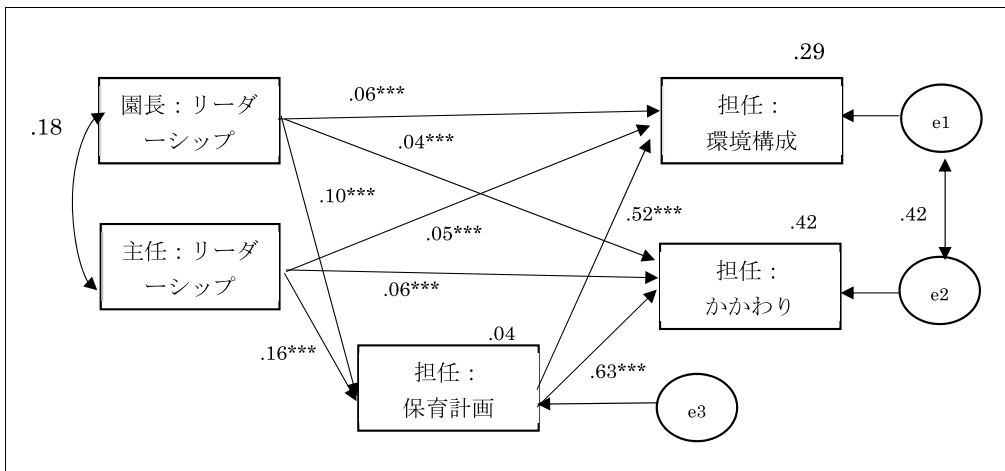 .29
園長：リーダ
ーシップ
.06***
担任：
環境構成
e1
.18
.04***
.10***
.52***
.42
.42
主任：リーダ
ーシップ
.05***
担任：
かかわり
e2
.06***
.16***
.04
担任：
保育計画
.63***
e3